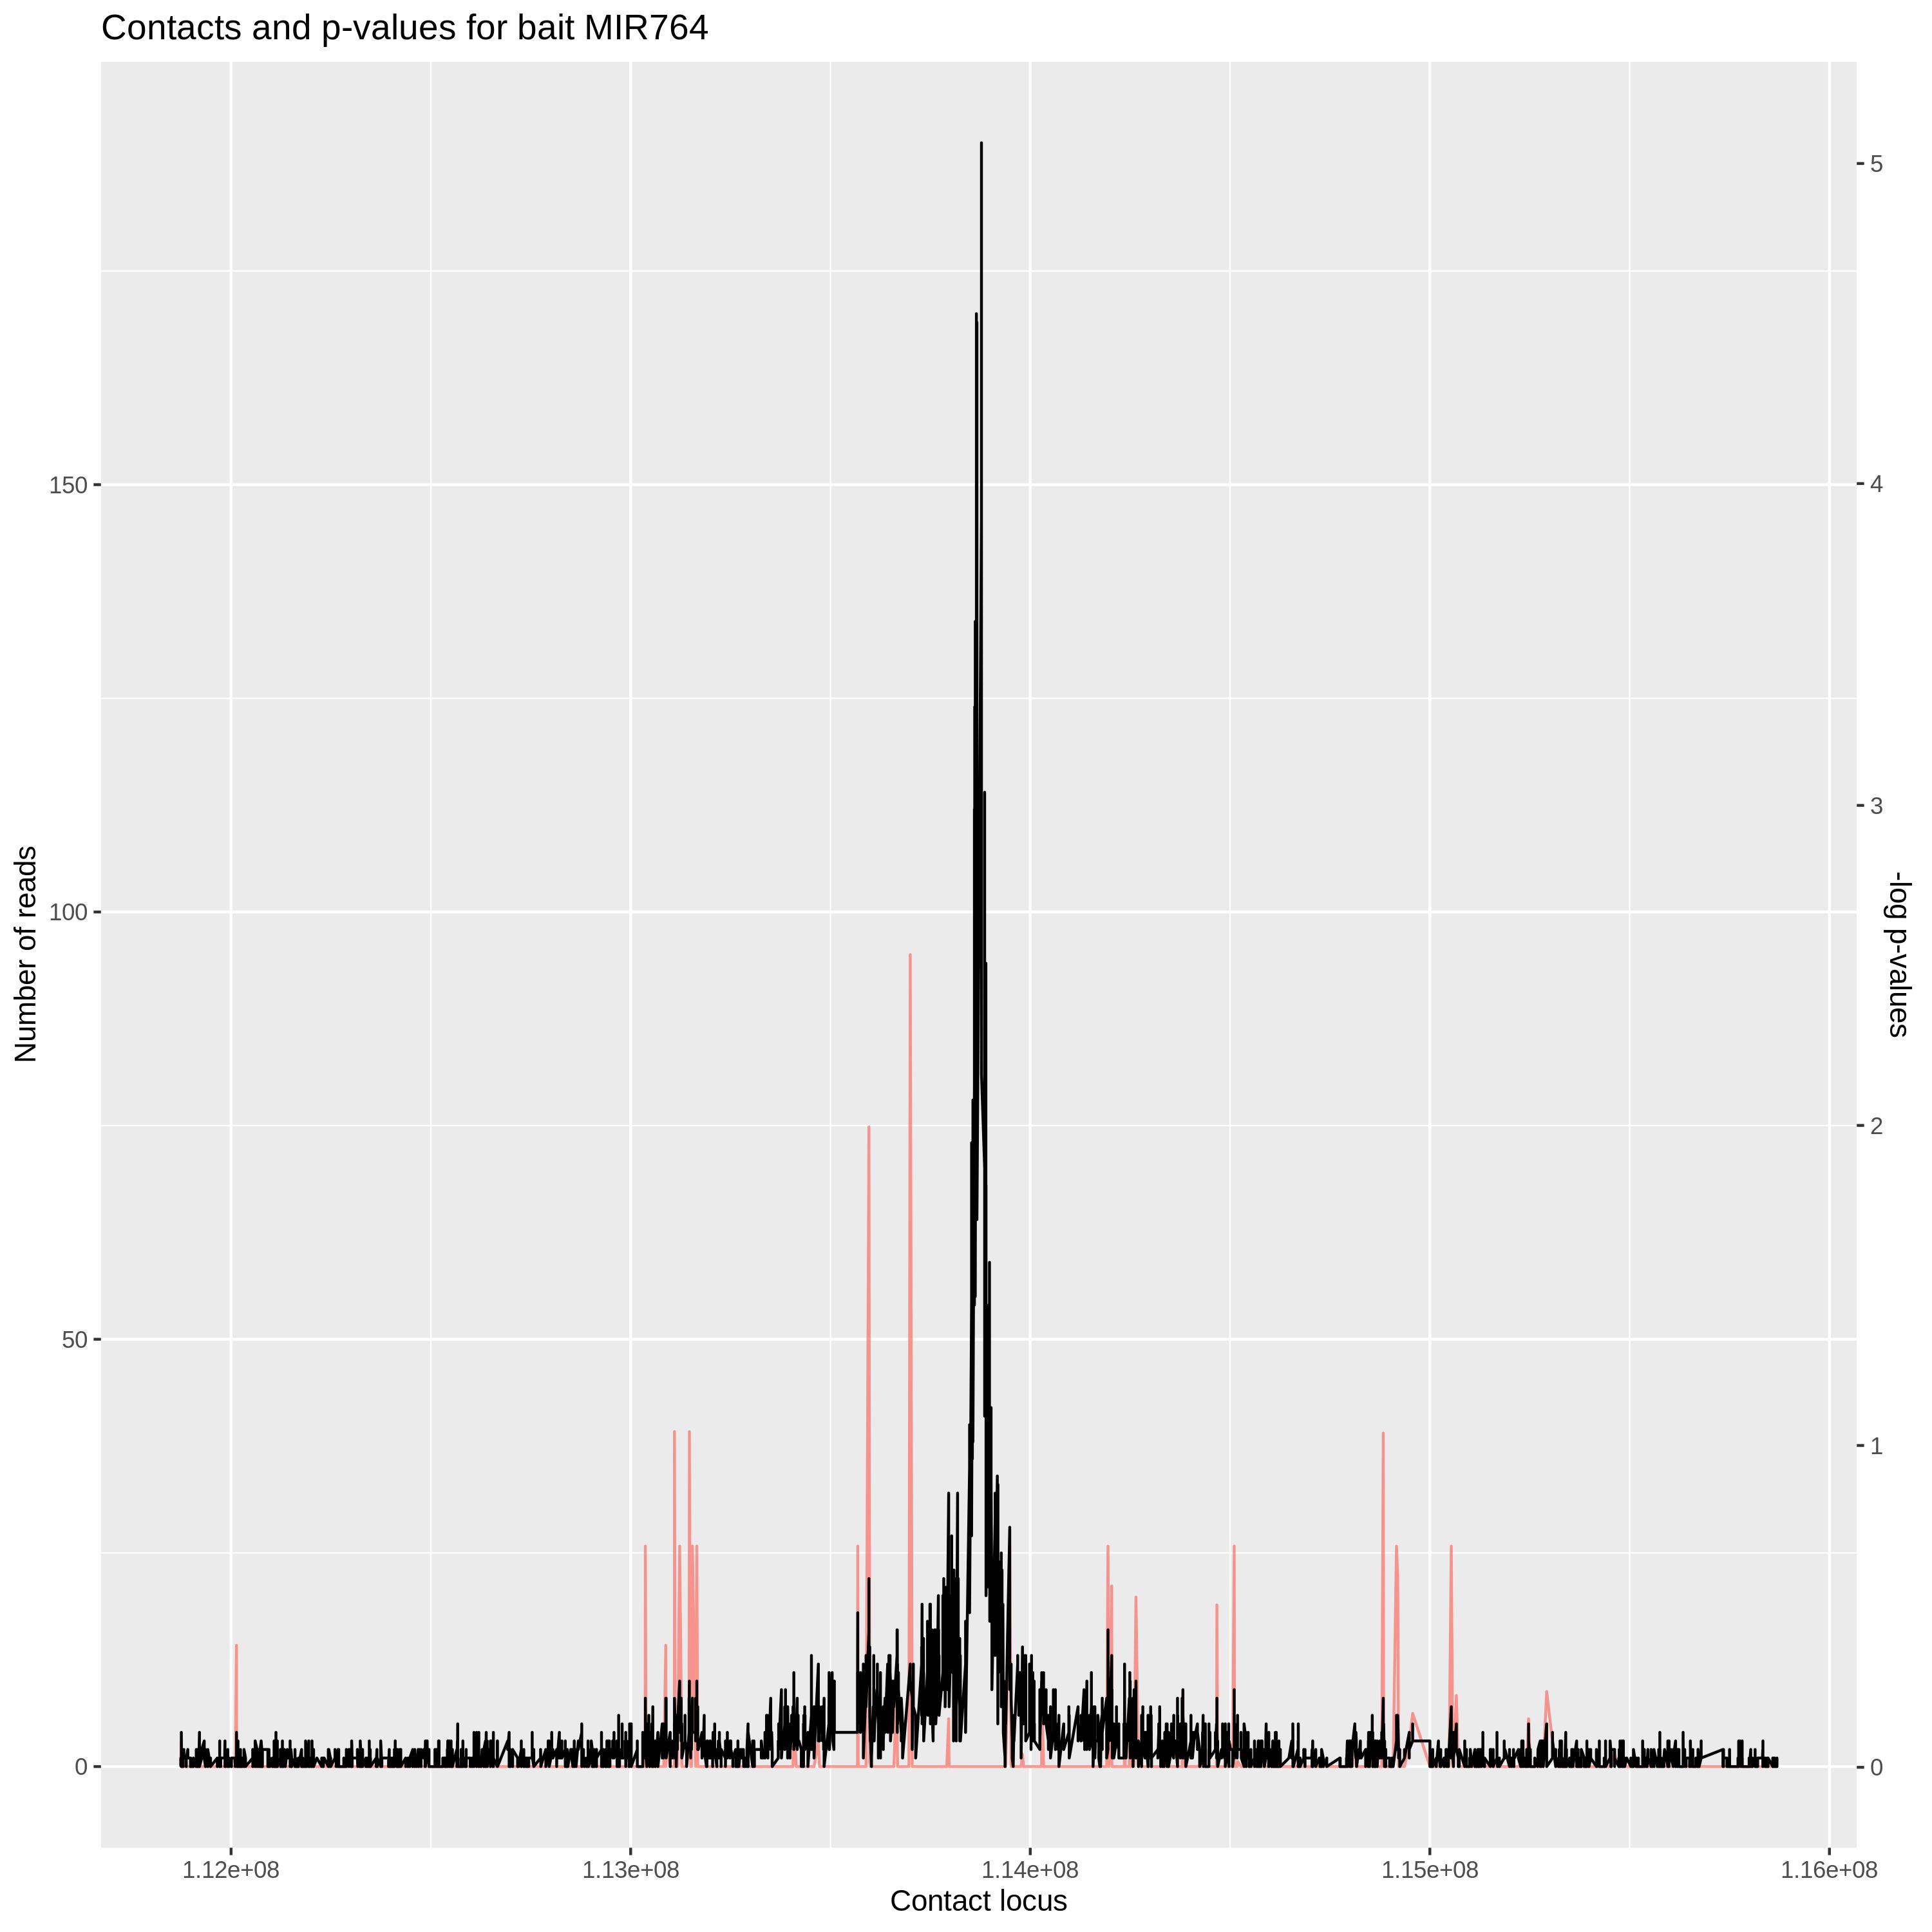 Contacts and p-values for bait MIR764
Number of reads
150
100
50
0
5
4
3
2
1
0
-log p-values
1.12e+08
1.13e+08
1.14e+08
1.15e+08
1.16e+08
Contact locus